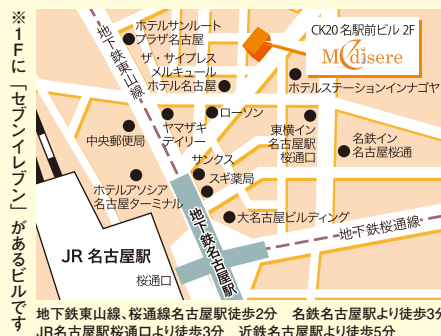 ※1Fに「セブンイレブン」があるビルです
地下鉄東山線
ホテルサンルート
プラザ名古屋
CK20 名駅前ビル 2F
Mcdisere
ザ・サイプレス
メルキュール
ホテル名古屋
ホテルステーションインナゴヤ
ローソン
ヤマザキ
デイリー
中央郵便局
東横イン
名古屋駅
桜通口
名鉄イン
名古屋桜通
サンクス
スギ薬局
ホテルアソシア
名古屋ターミナル
大名古屋ビルディング
地下鉄名古屋駅
地下鉄桜通線
JR 名古屋駅
桜通口
地下鉄東山線、桜通線名古屋駅徒歩2分　名鉄名古屋駅より徒歩3分
JR名古屋駅桜通口より徒歩3分　近鉄名古屋駅より徒歩5分